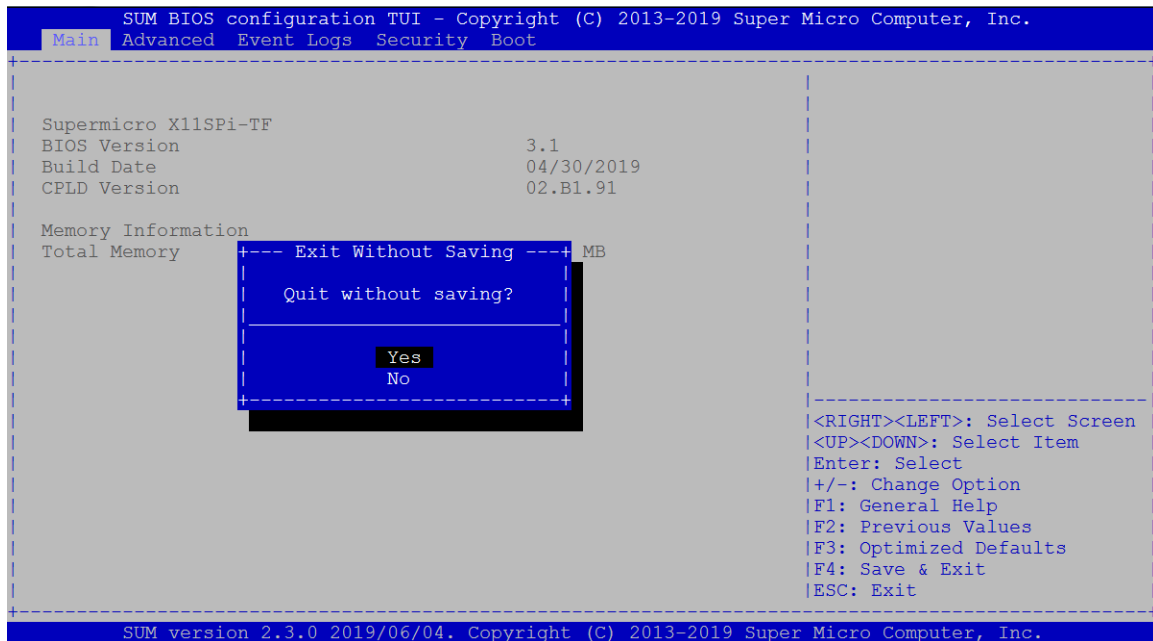 SUM BIOS configuration TUI - Copyright (C) 2013-2019 Super Micro Computer, Inc.
Main Advanced Event Logs Security Boot
Supermicro X11SPi-TF
BIOS Version 3.1
Build Date 04/30/2019
CPLD Version 02.B1.91
Memory Information
Total Memory MB
+--- Exit Without Saving ---+
Quit without saving?
Yes
No
<RIGHT><LEFT>: Select Screen
<UP><DOWN>: Select Item
Enter: Select
+/-: Change Option
F1: General Help
F2: Previous Values
F3: Optimized Defaults
F4: Save & Exit
ESC: Exit
SUM version 2.3.0 2019/06/04. Copyright (C) 2013-2019 Super Micro Computer, Inc.